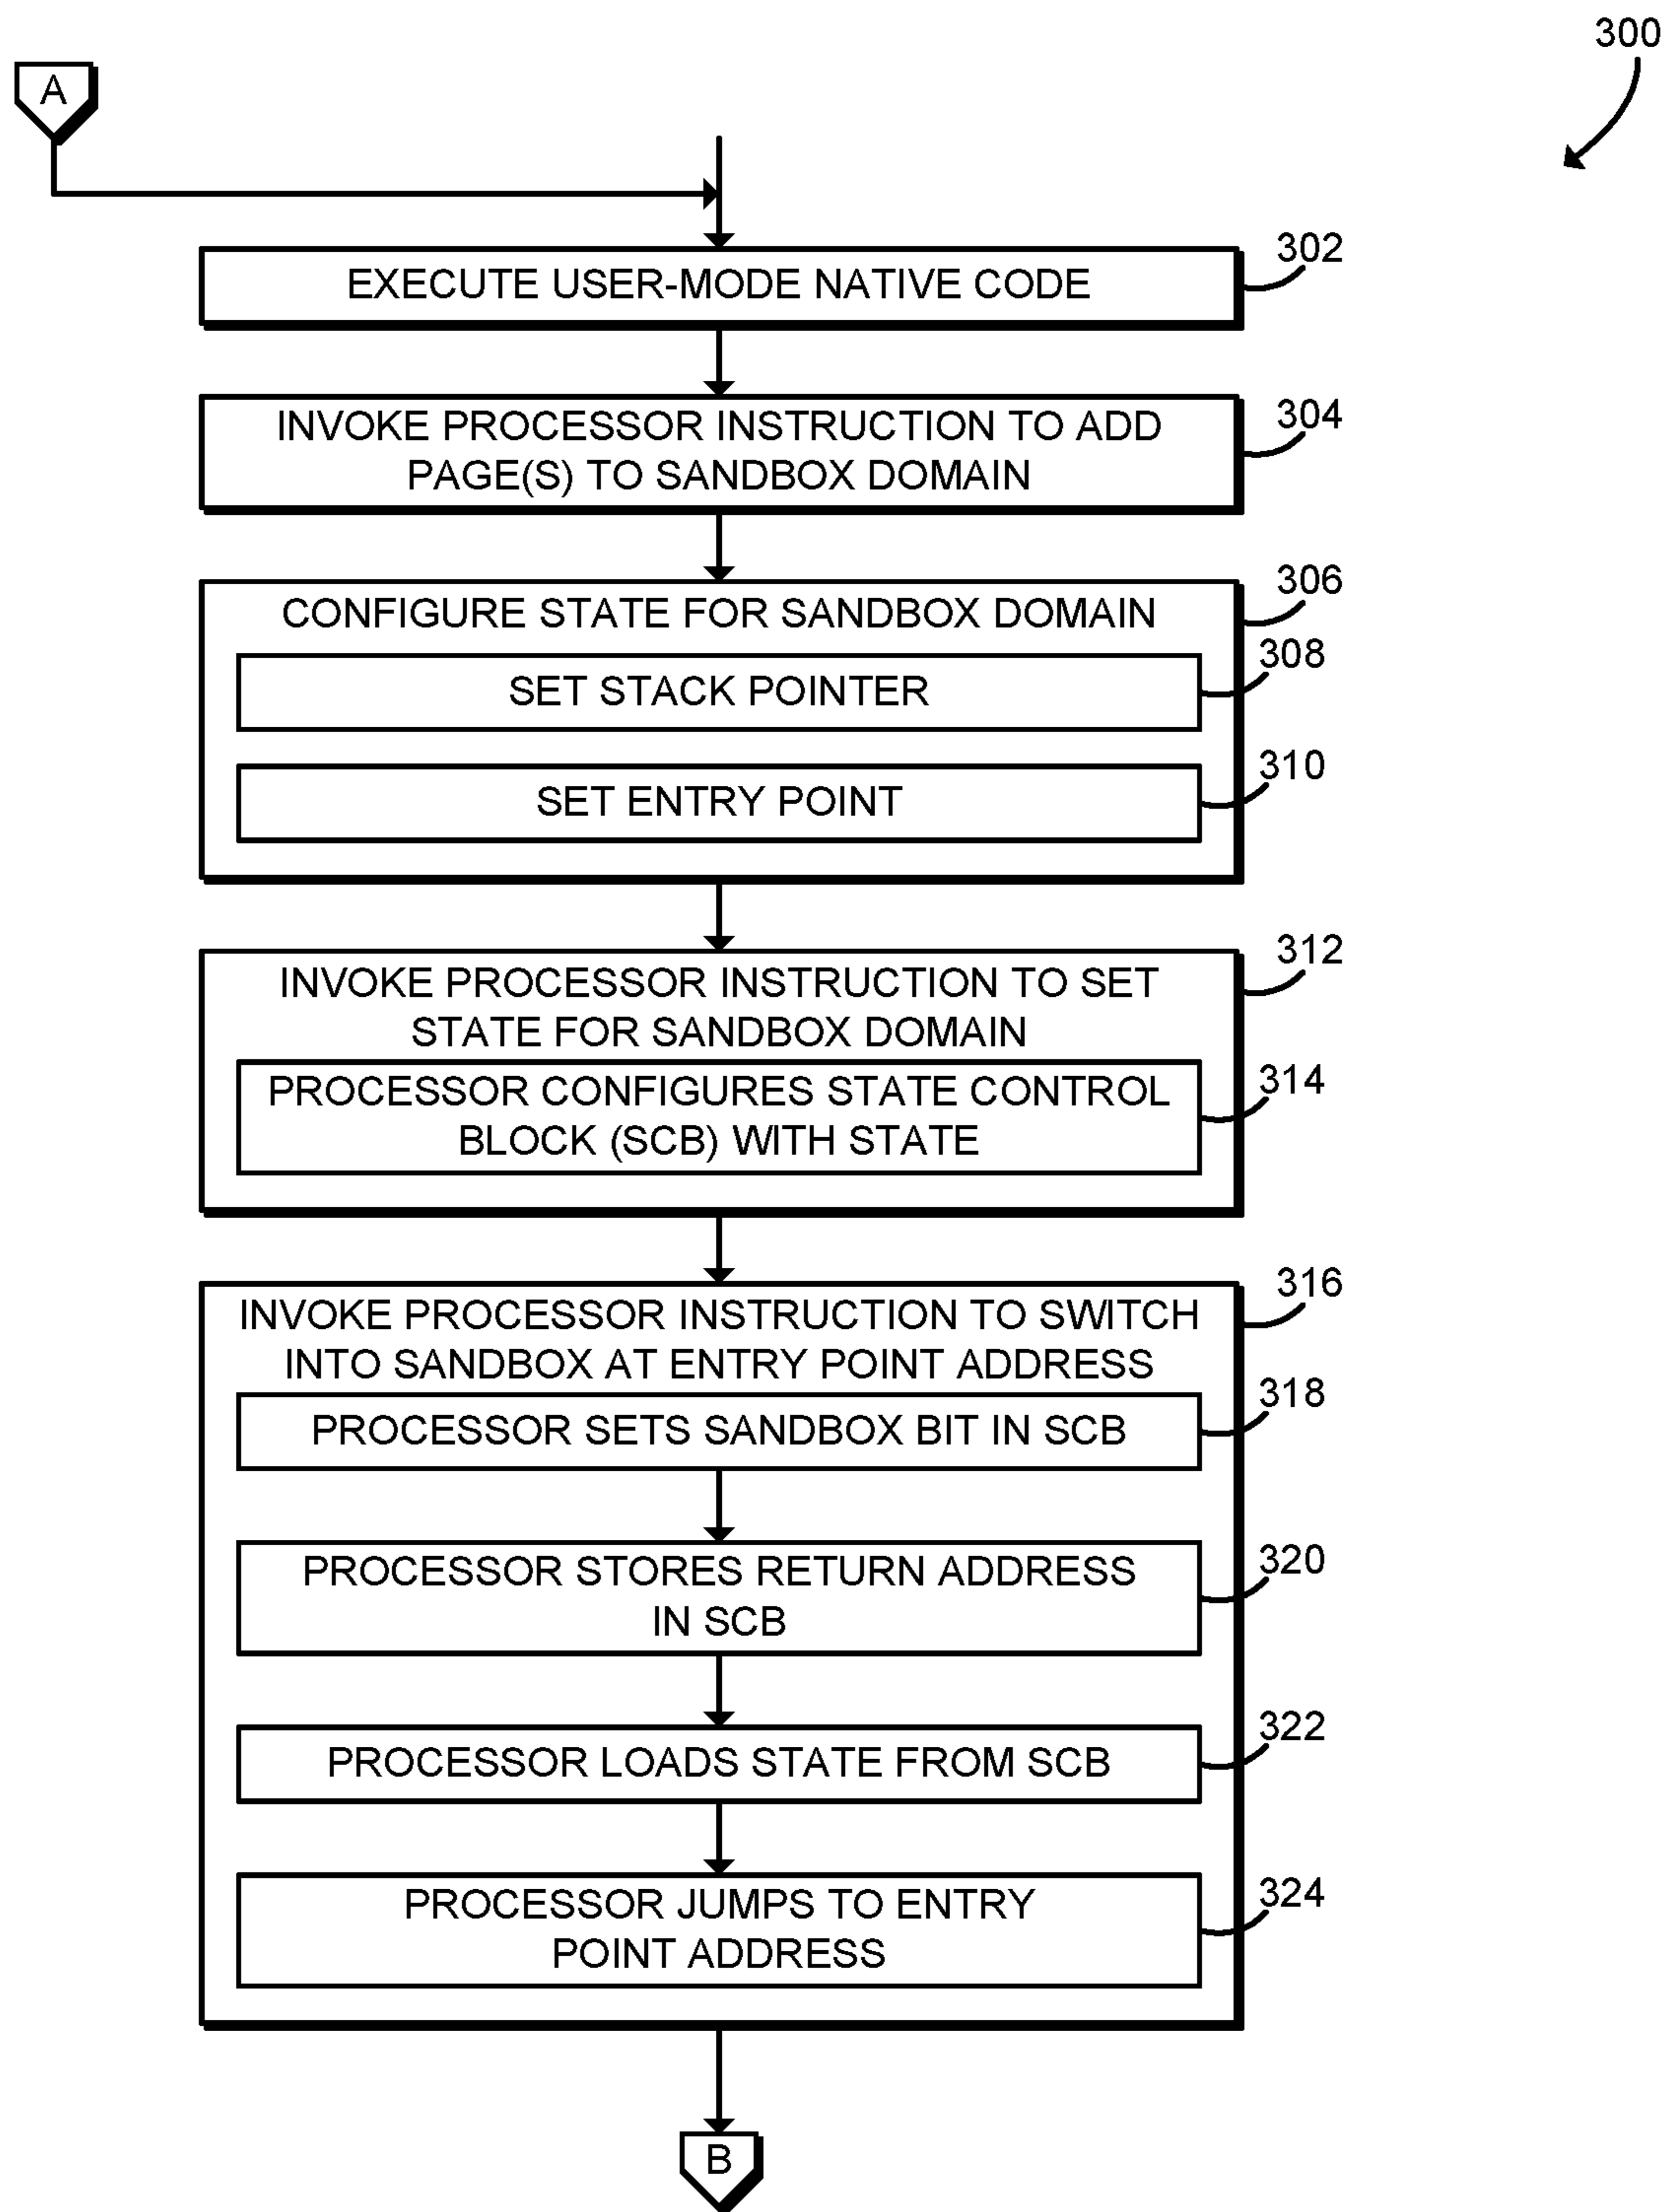 300
A
302
EXECUTE USER-MODE NATIVE CODE
304
INVOKE PROCESSOR INSTRUCTION TO ADD
PAGE(S) TO SANDBOX DOMAIN
306
CONFIGURE STATE FOR SANDBOX DOMAIN
308
SET STACK POINTER
310
SET ENTRY POINT
312
INVOKE PROCESSOR INSTRUCTION TO SET
STATE FOR SANDBOX DOMAIN
314
PROCESSOR CONFIGURES STATE CONTROL
BLOCK (SCB) WITH STATE
316
INVOKE PROCESSOR INSTRUCTION TO SWITCH
INTO SANDBOX AT ENTRY POINT ADDRESS
318
PROCESSOR SETS SANDBOX BIT IN SCB
320
PROCESSOR STORES RETURN ADDRESS
IN SCB
322
PROCESSOR LOADS STATE FROM SCB
324
PROCESSOR JUMPS TO ENTRY
POINT ADDRESS
B